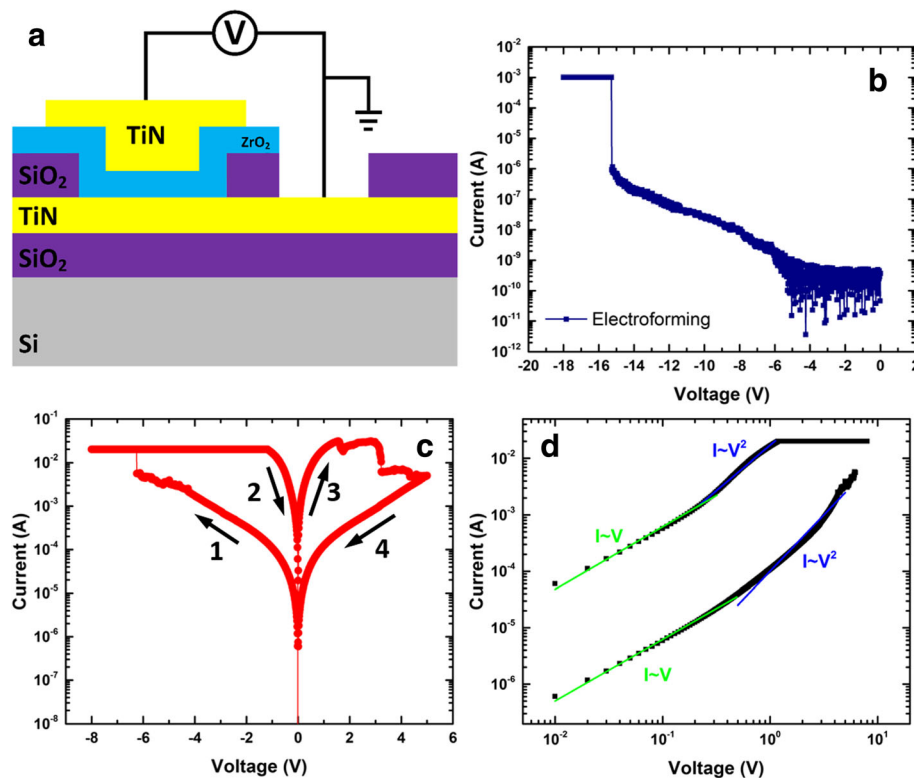 a
V
TiN
ZrO₂
SiO₂
TiN
SiO₂
Si
b
Current (A)
10⁻²
10⁻³
10⁻⁴
10⁻⁵
10⁻⁶
10⁻⁷
10⁻⁸
10⁻⁹
10⁻¹⁰
10⁻¹¹
10⁻¹²
Electroforming
-20 -18 -16 -14 -12 -10 -8 -6 -4 -2 0 2
Voltage (V)
c
Current (A)
10⁻¹
10⁻²
10⁻³
10⁻⁴
10⁻⁵
10⁻⁶
10⁻⁷
10⁻⁸
1 2 3 4
-8 -6 -4 -2 0 2 4 6
Voltage (V)
d
Current (A)
10⁻²
10⁻³
10⁻⁴
10⁻⁵
10⁻⁶
I~V²
I~V
I~V²
I~V
10⁻² 10⁻¹ 10⁰ 10¹
Voltage (V)